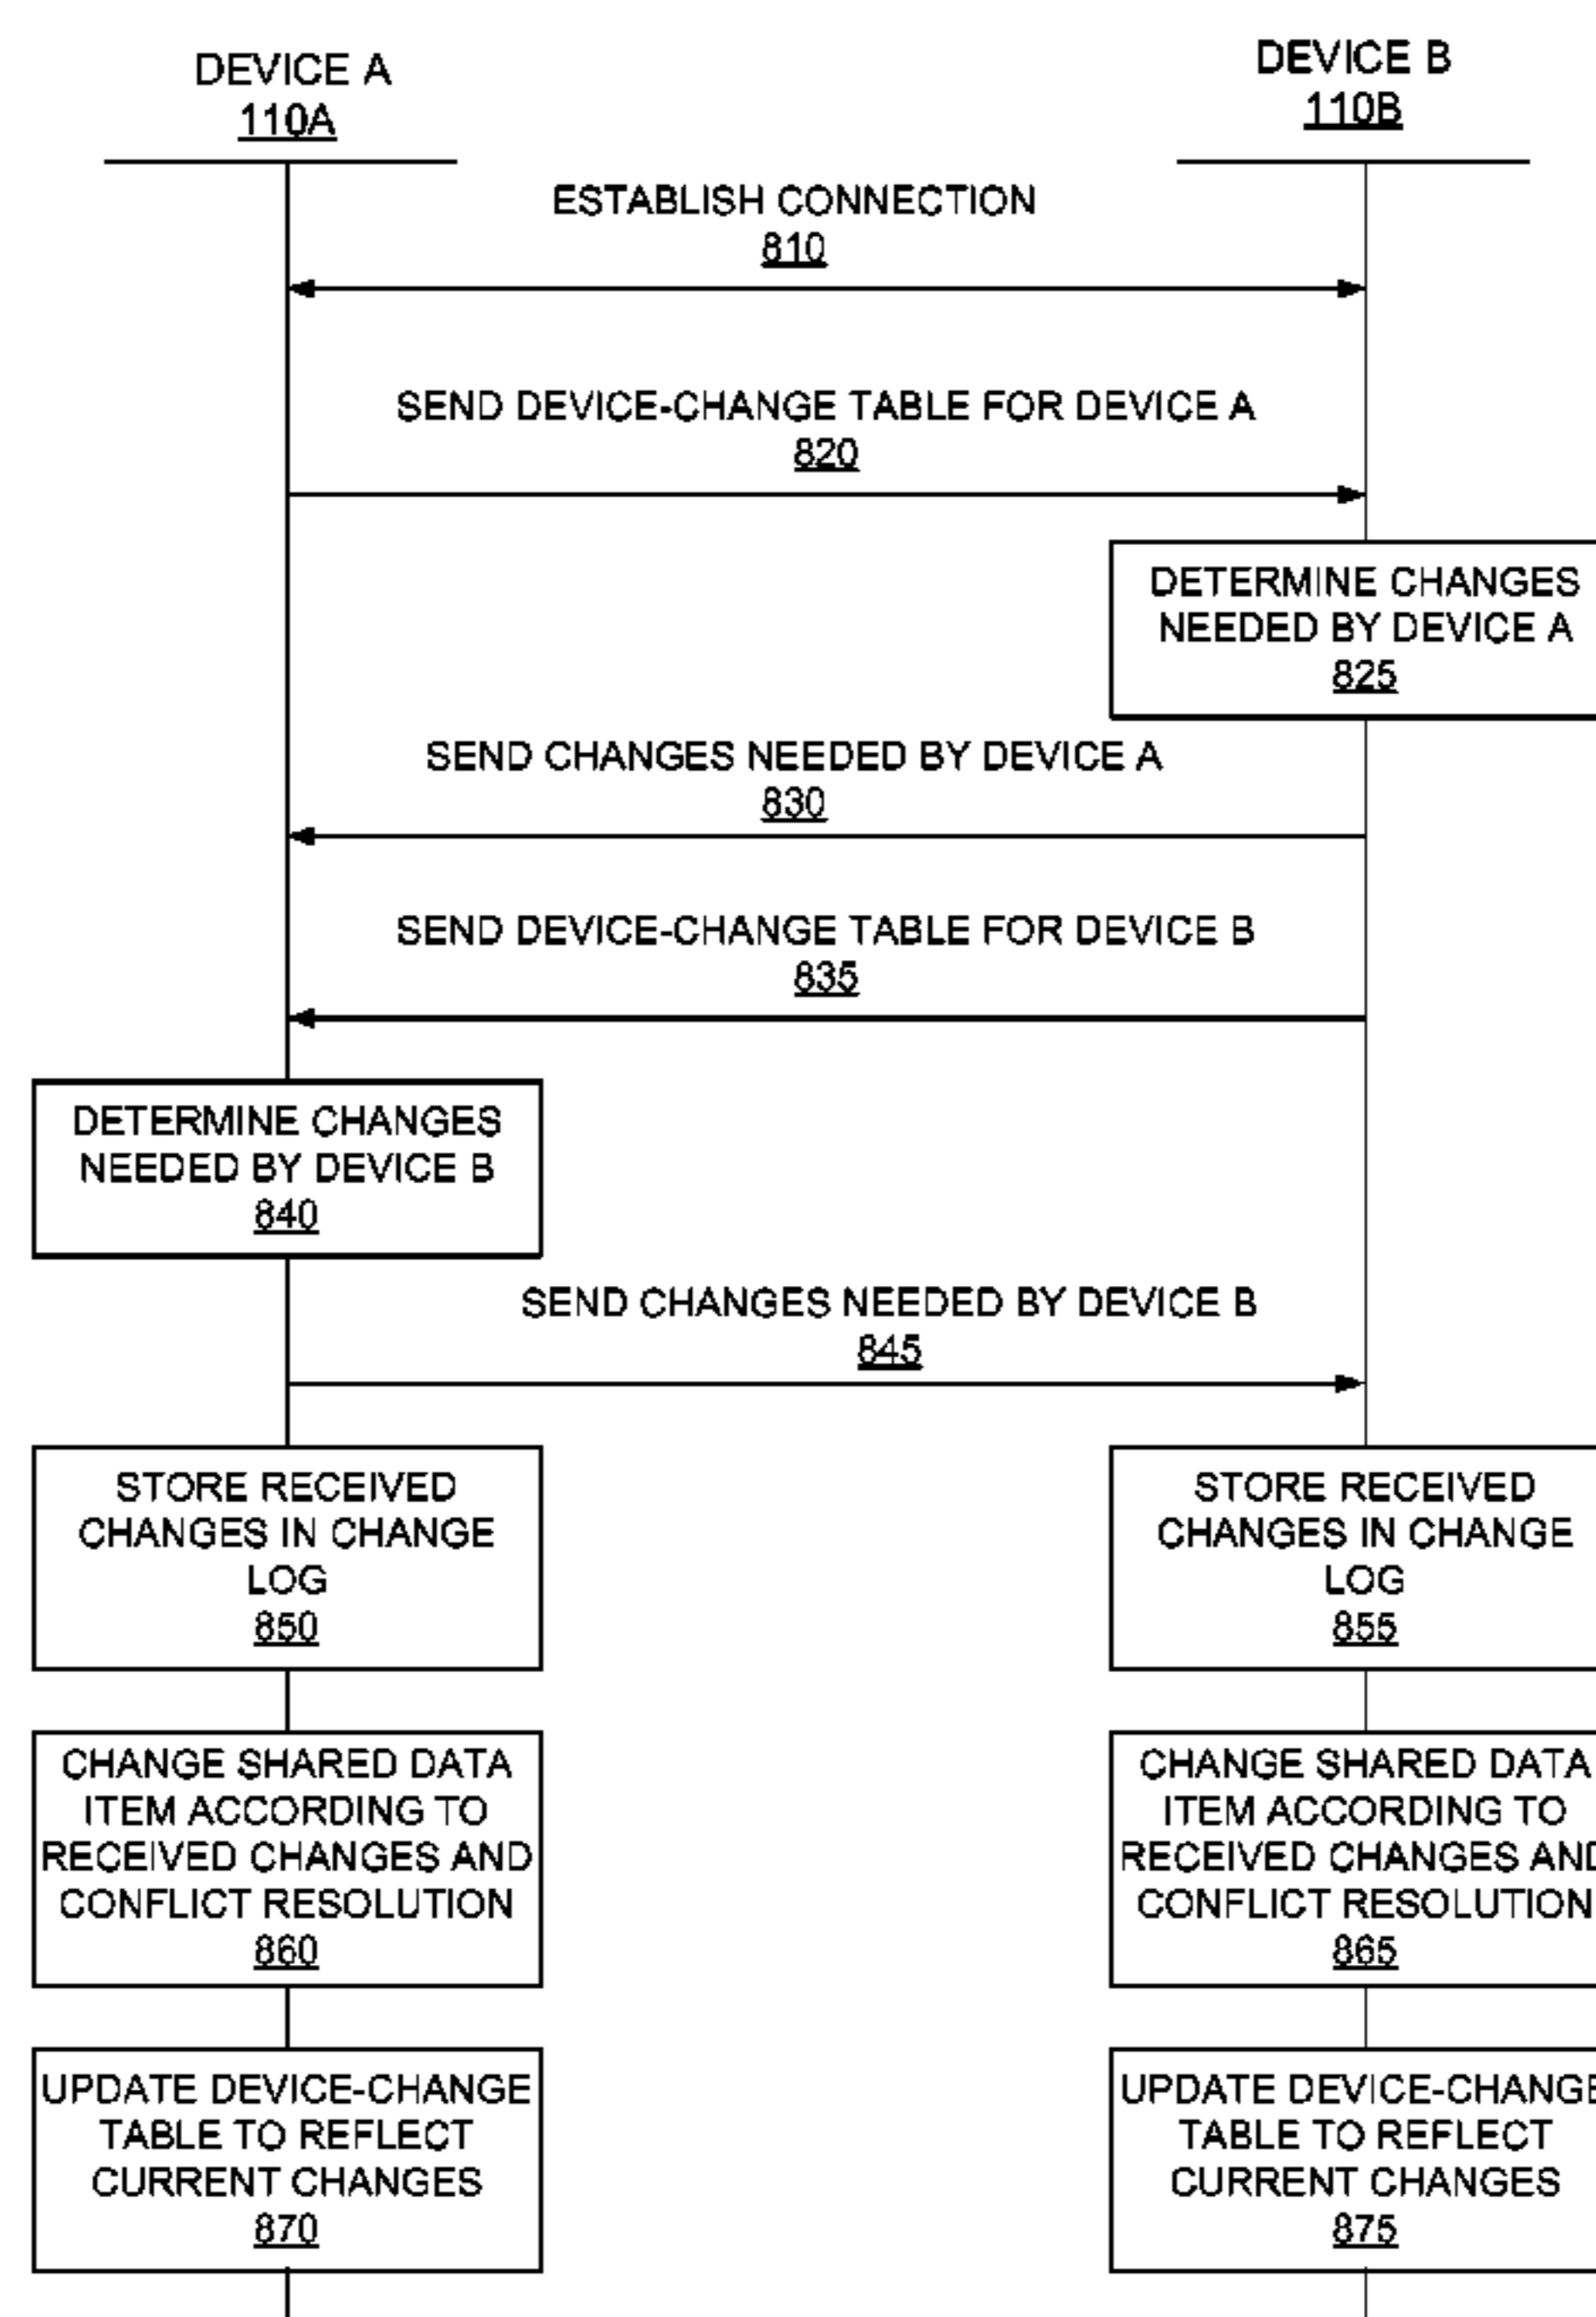 DEVICE A
110A
DEVICE B
110B
ESTABLISH CONNECTION
810
SEND DEVICE-CHANGE TABLE FOR DEVICE A
820
DETERMINE CHANGES
NEEDED BY DEVICE A
825
SEND CHANGES NEEDED BY DEVICE A
830
SEND DEVICE-CHANGE TABLE FOR DEVICE B
835
DETERMINE CHANGES
NEEDED BY DEVICE B
840
SEND CHANGES NEEDED BY DEVICE B
845
STORE RECEIVED
CHANGES IN CHANGE
LOG
850
STORE RECEIVED
CHANGES IN CHANGE
LOG
855
CHANGE SHARED DATA
ITEM ACCORDING TO
RECEIVED CHANGES AND
CONFLICT RESOLUTION
860
CHANGE SHARED DATA
ITEM ACCORDING TO
RECEIVED CHANGES AND
CONFLICT RESOLUTION
865
UPDATE DEVICE-CHANGE
TABLE TO REFLECT
CURRENT CHANGES
870
UPDATE DEVICE-CHANGE
TABLE TO REFLECT
CURRENT CHANGES
875